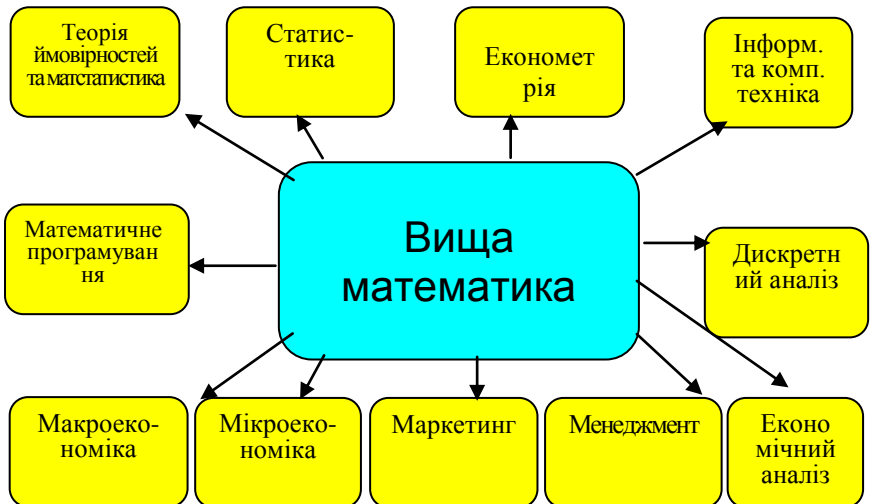 Теорія
ймовірностей
та матстатистика
Статис-
тика
Економет
рія
Інформ.
та комп.
техніка
Математичне
програмуван
ня
Вища
математика
Дискретн
ий аналіз
Макроеко-
номіка
Мікроеко-
номіка
Маркетинг
Менеджмент
Еконо
мічний
аналіз